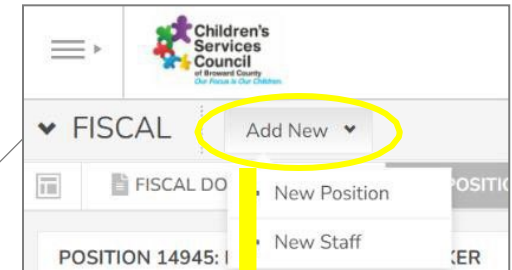 Children's
Services
Council
of Broward County
Our Focus is Our Children.
FISCAL
Add New
FISCAL DO
New Position
POSITIO
New Staff
POSITION 14945:
KER